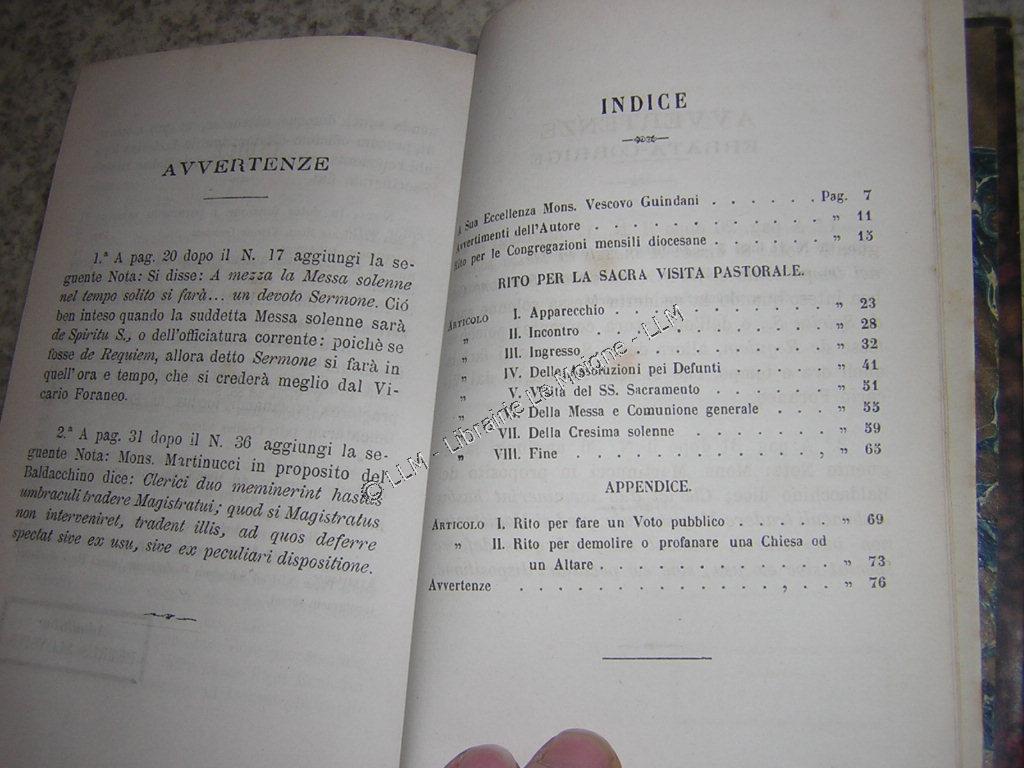 AVVERTENZE
1.ª A pag. 20 dopo il N. 17 aggiungi la se-
guente Nota: Si disse: A mezza la Messa solenne
nel tempo solito si farà... un devoto Sermone. Ciò
ben inteso quando la suddetta Messa solenne sarà
de Spiritu S., o dell'officiatura corrente: poichè se
fosse de Requiem, allora detto Sermone si farà in
quell'ora e tempo, che si crederà meglio dal Vi-
cario Foraneo.
2.ª A pag. 31 dopo il N. 36 aggiungi la se-
guente Nota: Mons. Martinucci in proposito del
Baldacchino dice: Clerici duo meminerint hastas
umbraculi tradere Magistratui; quod si Magistratus
non interveniret, tradent illis, ad quos deferre
spectat sive ex usu, sive ex peculiari dispositione.
INDICE
A Sua Eccellenza Mons. Vescovo Guindani . . . . . . Pag. 7
Avvertimenti dell'Autore . . . . . . . . . . „ 11
Rito per le Congregazioni mensili diocesane . . . . . . „ 15
RITO PER LA SACRA VISITA PASTORALE.
ARTICOLO I. Apparecchio . . . . . . . . . „ 23
„ II. Incontro . . . . . . . . . . „ 28
„ III. Ingresso . . . . . . . . . . „ 32
„ IV. Delle Assoluzioni pei Defunti . . . . . „ 41
„ V. Visita del SS. Sacramento . . . . . . „ 51
„ VI. Della Messa e Comunione generale . . . . „ 55
„ VII. Della Cresima solenne . . . . . . . „ 59
„ VIII. Fine . . . . . . . . . . . , „ 65
APPENDICE.
ARTICOLO I. Rito per fare un Voto pubblico . . . . . „ 69
„ II. Rito per demolire o profanare una Chiesa od
un Altare . . . . . . . . . . . „ 73
Avvertenze . . . . . . . . . . . . . , . . „ 76
© LLM - Librairie Le Moïone - LLM